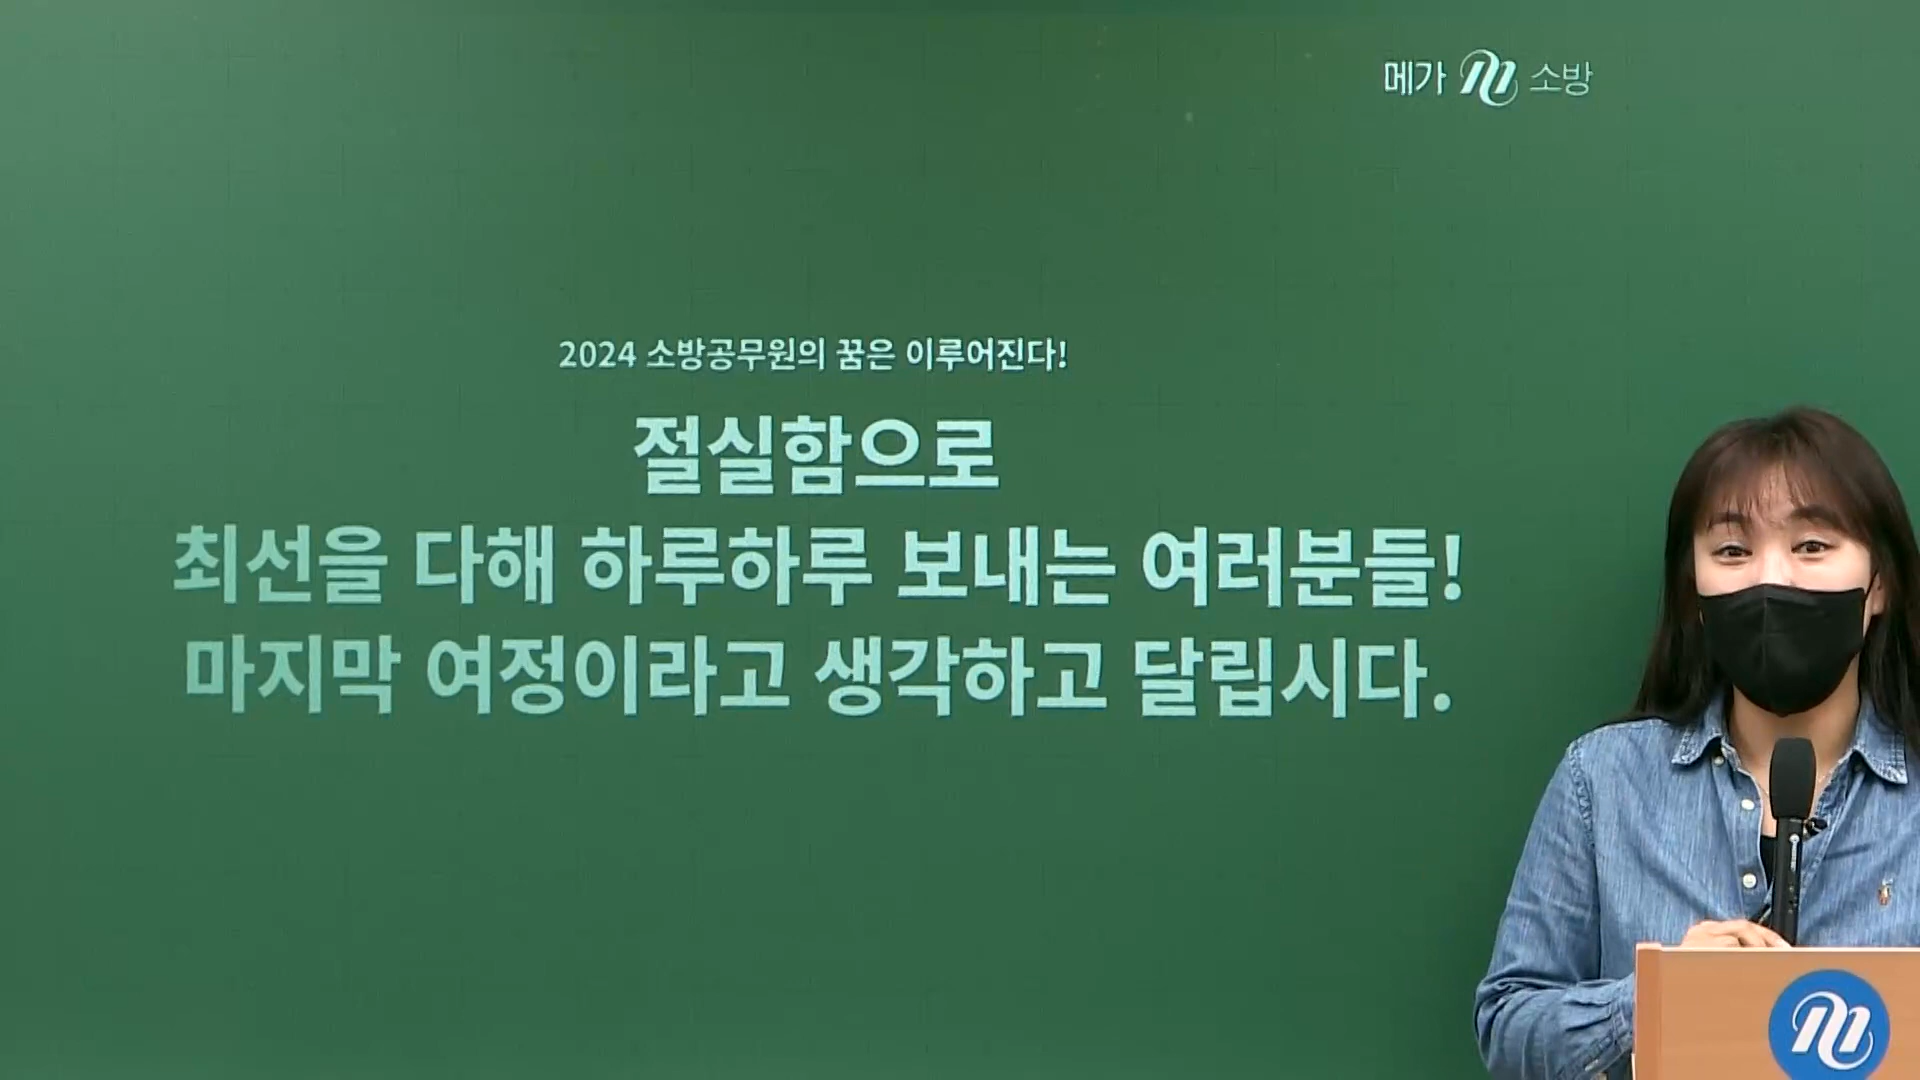 메가 소방
2024 소방공무원의 꿈은 이루어진다!
절실함으로
최선을 다해 하루하루 보내는 여러분들!
마지막 여정이라고 생각하고 달립시다.